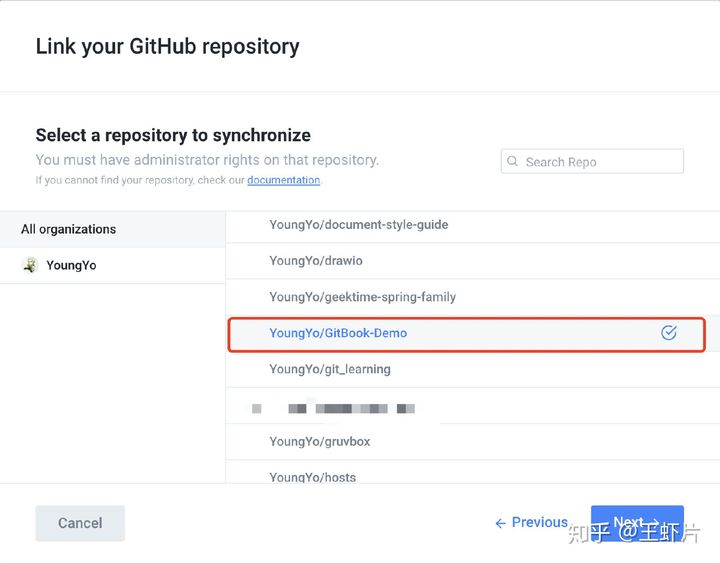 Link your GitHub repository
Select a repository to synchronize
You must have administrator rights on that repository.
If you cannot find your repository, check our documentation.
Search Repo
All organizations
YoungYo
YoungYo/document-style-guide
YoungYo/drawio
YoungYo/geektime-spring-family
YoungYo/GitBook-Demo
YoungYo/git_learning
YoungYo/gruvbox
YoungYo/hosts
Cancel
← Previous
Next →
知乎 @王虾片